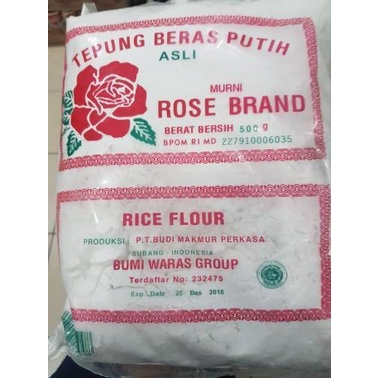 TEPUNG BERAS PUTIH
ASLI
MURNI
ROSE BRAND
BERAT BERSIH 500 g
BPOM RI MD 227910006035
RICE FLOUR
PRODUKSI : P.T. BUDI MAKMUR PERKASA
SUBANG - INDONESIA
BUMI WARAS GROUP
Terdaftar No: 232475
Exp. Date : 25 Des 2018